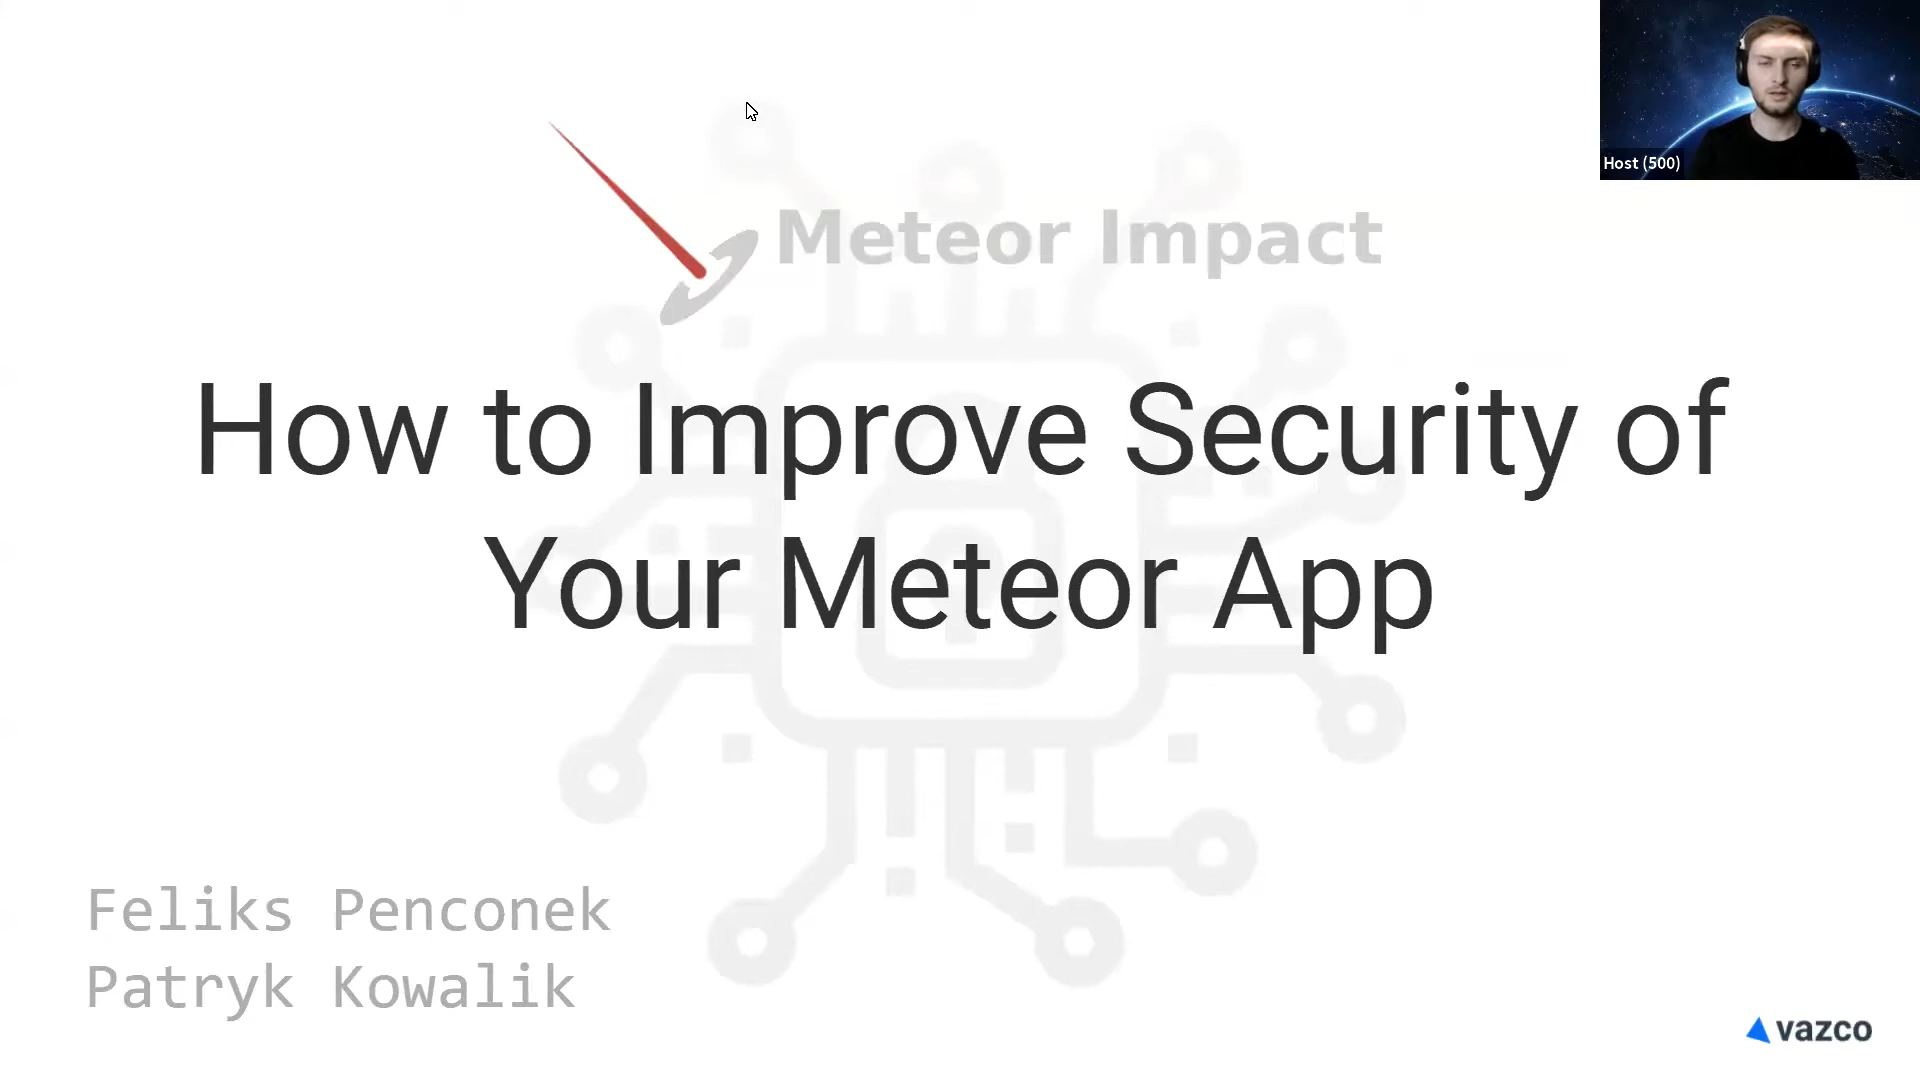 Host (500)
Meteor Impact
How to Improve Security of
Your Meteor App
Feliks Penconek
Patryk Kowalik
vazco